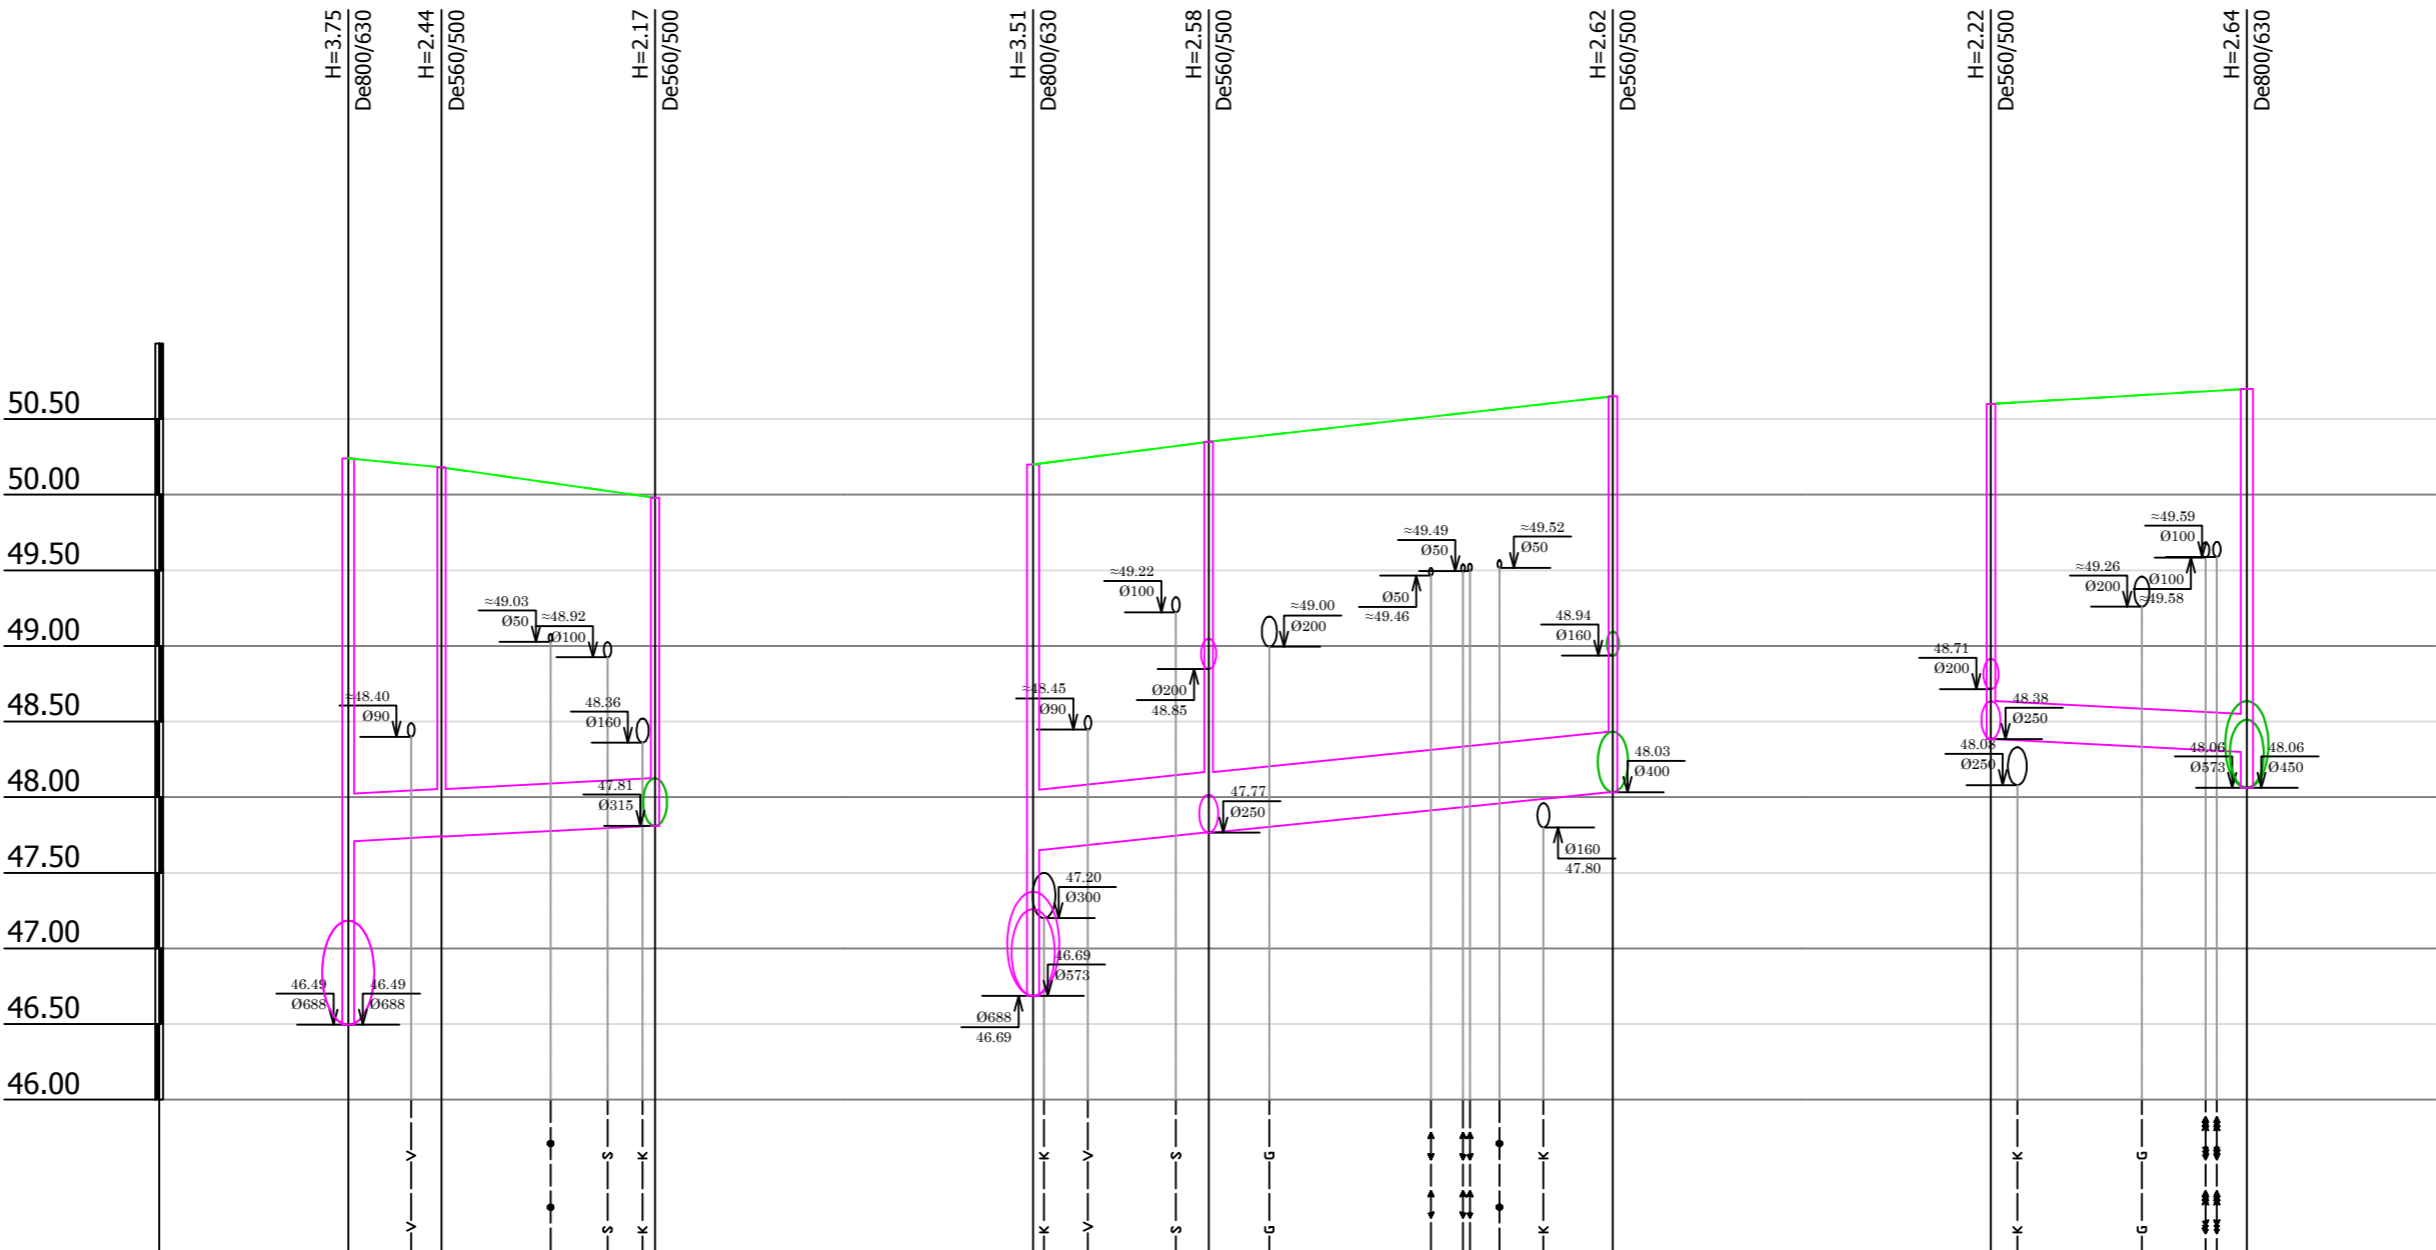 H=3.75
De800/630
H=2.44
De560/500
H=2.17
De560/500
H=3.51
De800/630
H=2.58
De560/500
H=2.62
De560/500
H=2.22
De560/500
H=2.64
De800/630
50.50
50.00
49.50
49.00
48.50
48.00
47.50
47.00
46.50
46.00
≈48.40
Ø90
≈49.03
Ø50
≈48.92
Ø100
48.36
Ø160
47.81
Ø315
46.49
Ø688
46.49
Ø688
≈48.45
Ø90
≈49.22
Ø100
Ø200
48.85
≈49.00
Ø200
47.77
Ø250
47.20
Ø300
46.69
Ø573
Ø688
46.69
≈49.49
Ø50
Ø50
≈49.46
≈49.52
Ø50
48.94
Ø160
48.03
Ø400
Ø160
47.80
48.71
Ø200
48.38
Ø250
48.08
Ø250
≈49.59
Ø100
≈49.26
Ø200
Ø100
≈49.58
48.06
Ø573
48.06
Ø450
V S K K V S G K K G
V S K K V S G K K G